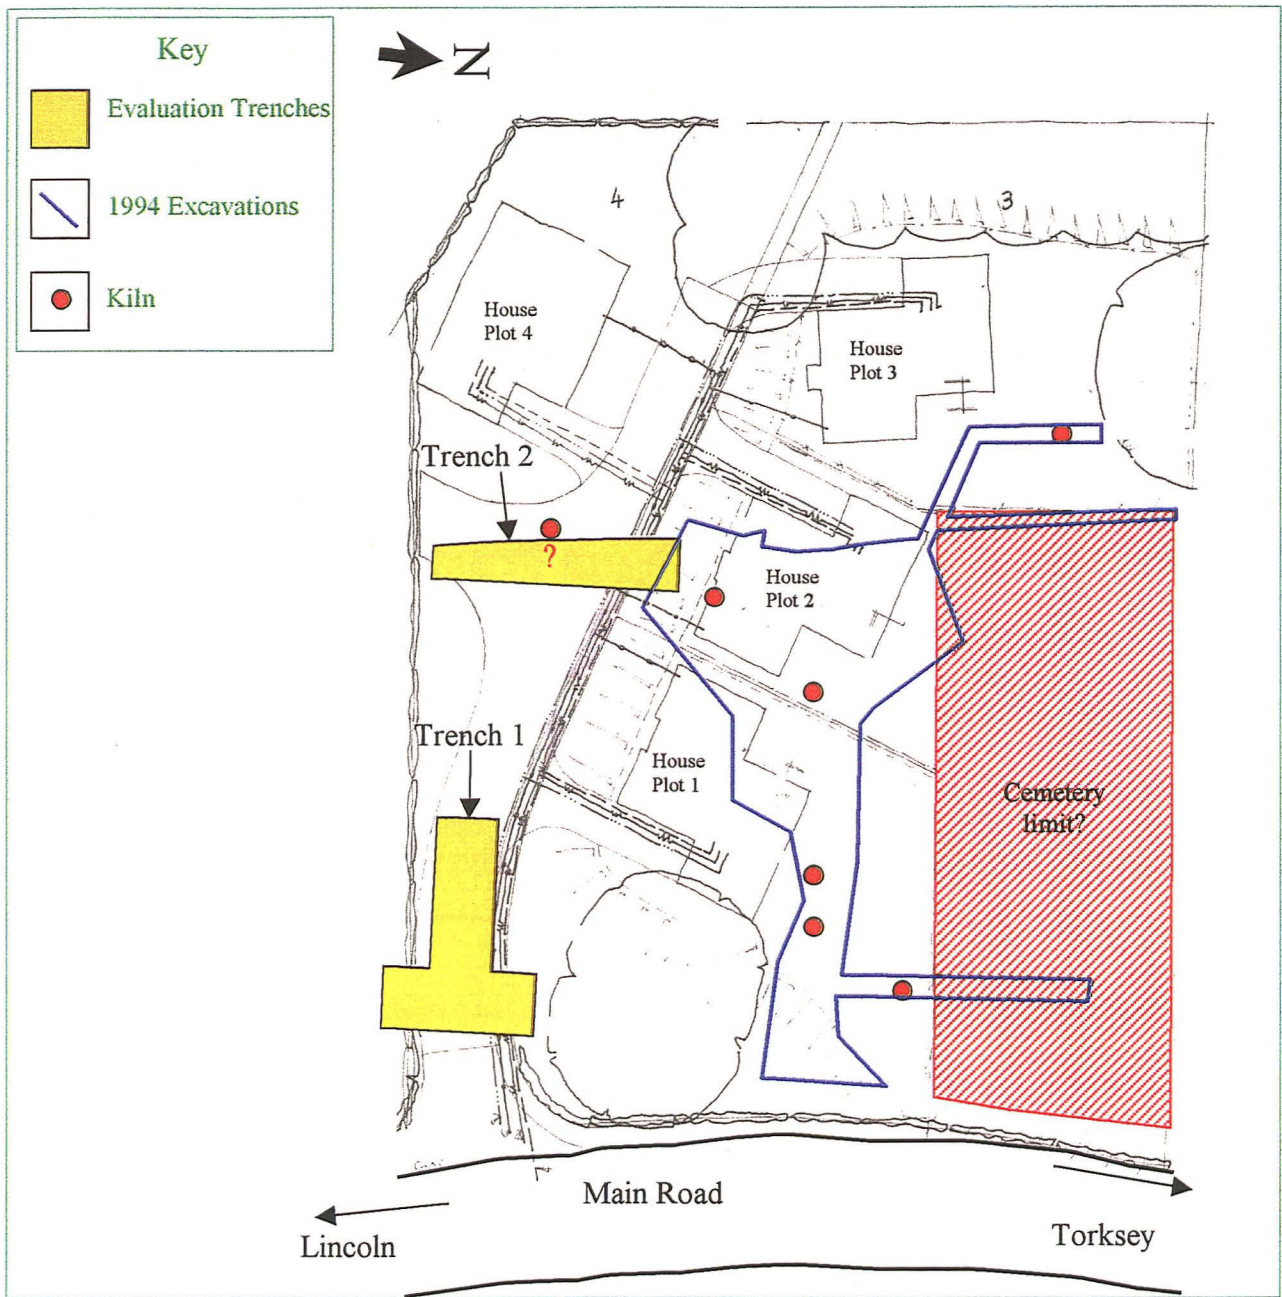 Key
Evaluation Trenches
1994 Excavations
Kiln
N
4
3
House
Plot 4
House
Plot 3
Trench 2
?
House
Plot 2
Trench 1
House
Plot 1
Cemetery
limit?
Main Road
Lincoln
Torksey